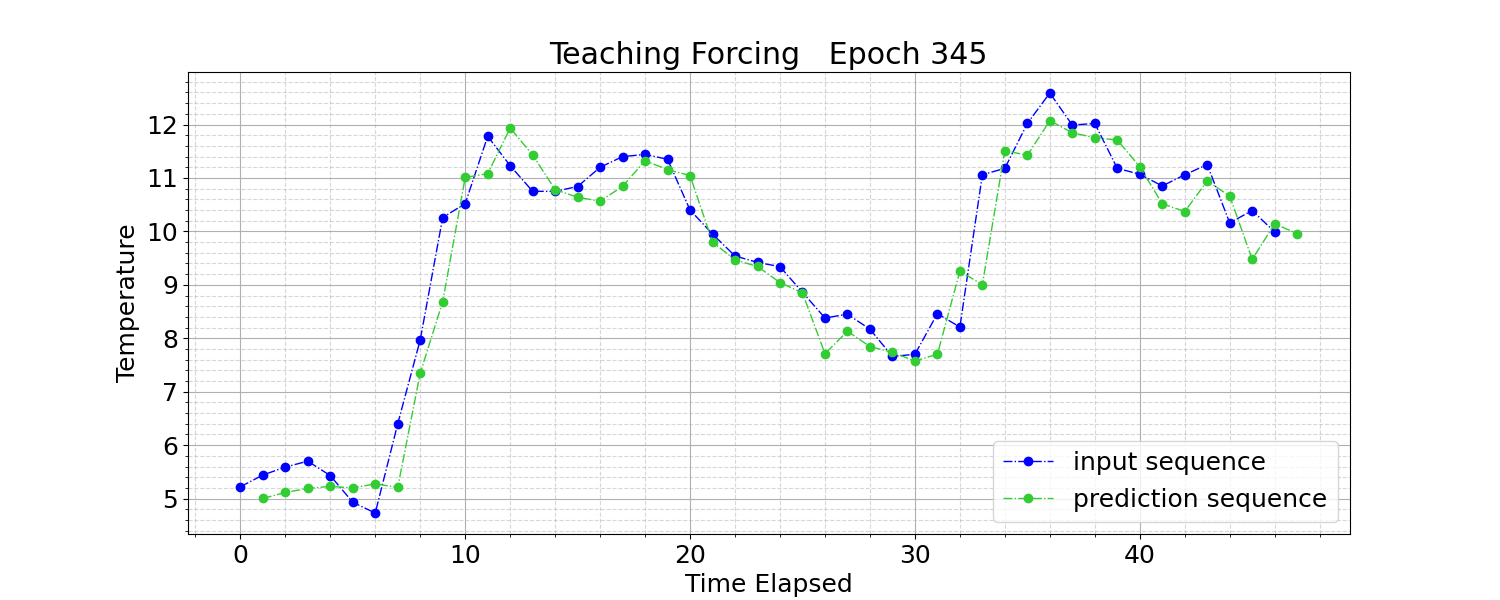 Teaching Forcing   Epoch 345
Temperature
12
11
10
9
8
7
6
5
0 10 20 30 40
Time Elapsed
input sequence
prediction sequence